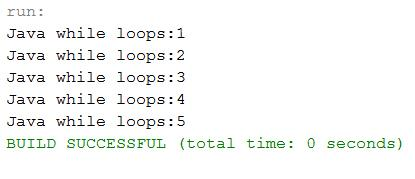 run:
Java while loops:1
Java while loops:2
Java while loops:3
Java while loops:4
Java while loops:5
BUILD SUCCESSFUL (total time: 0 seconds)